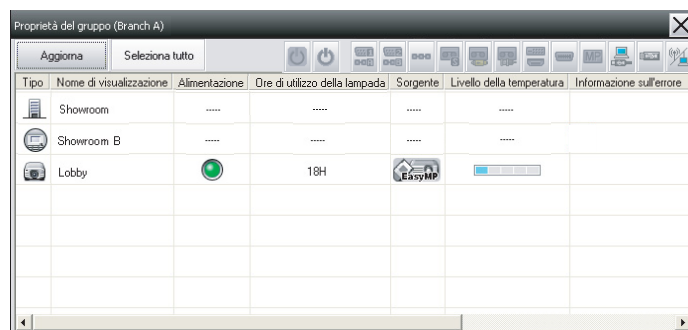 Proprietà del gruppo (Branch A)
Aggiorna Seleziona tutto MP
Tipo Nome di visualizzazione Alimentazione Ore di utilizzo della lampada Sorgente Livello della temperatura Informazione sull'errore
Showroom ----- ----- ----- -----
Showroom B ----- ----- ----- -----
Lobby 18H EasyMP